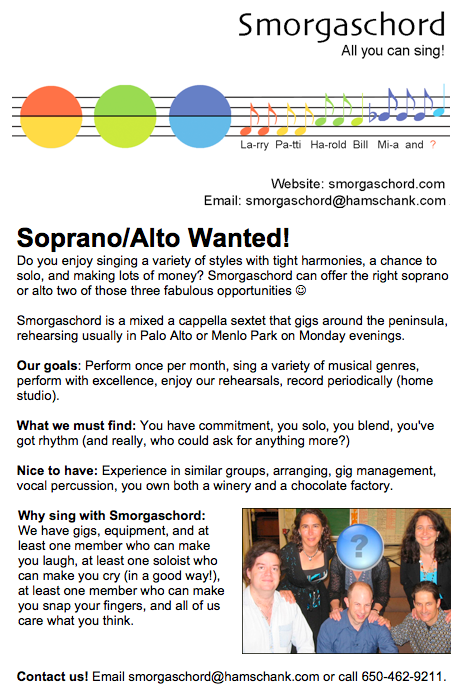 Smorgaschord
All you can sing!
La-rry Pa-tti Ha-rold Bill Mi-a and ?
Website: smorgaschord.com
Email: smorgaschord@hamschank.com
Soprano/Alto Wanted!
Do you enjoy singing a variety of styles with tight harmonies, a chance to
solo, and making lots of money? Smorgaschord can offer the right soprano
or alto two of those three fabulous opportunities ☺
Smorgaschord is a mixed a cappella sextet that gigs around the peninsula,
rehearsing usually in Palo Alto or Menlo Park on Monday evenings.
Our goals: Perform once per month, sing a variety of musical genres,
perform with excellence, enjoy our rehearsals, record periodically (home
studio).
What we must find: You have commitment, you solo, you blend, you've
got rhythm (and really, who could ask for anything more?)
Nice to have: Experience in similar groups, arranging, gig management,
vocal percussion, you own both a winery and a chocolate factory.
Why sing with Smorgaschord:
We have gigs, equipment, and at
least one member who can make
you laugh, at least one soloist who
can make you cry (in a good way!),
at least one member who can make
you snap your fingers, and all of us
care what you think.
?
Contact us! Email smorgaschord@hamschank.com or call 650-462-9211.